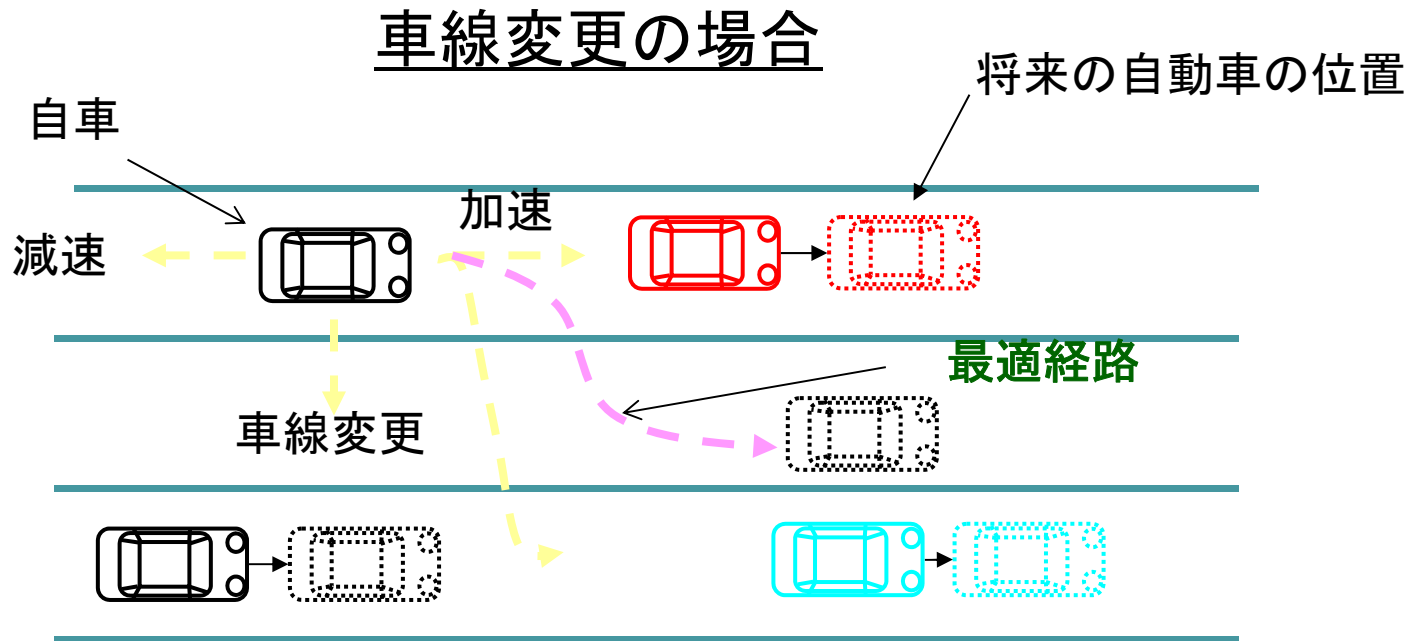 車線変更の場合
将来の自動車の位置
自車
加速
減速
最適経路
車線変更